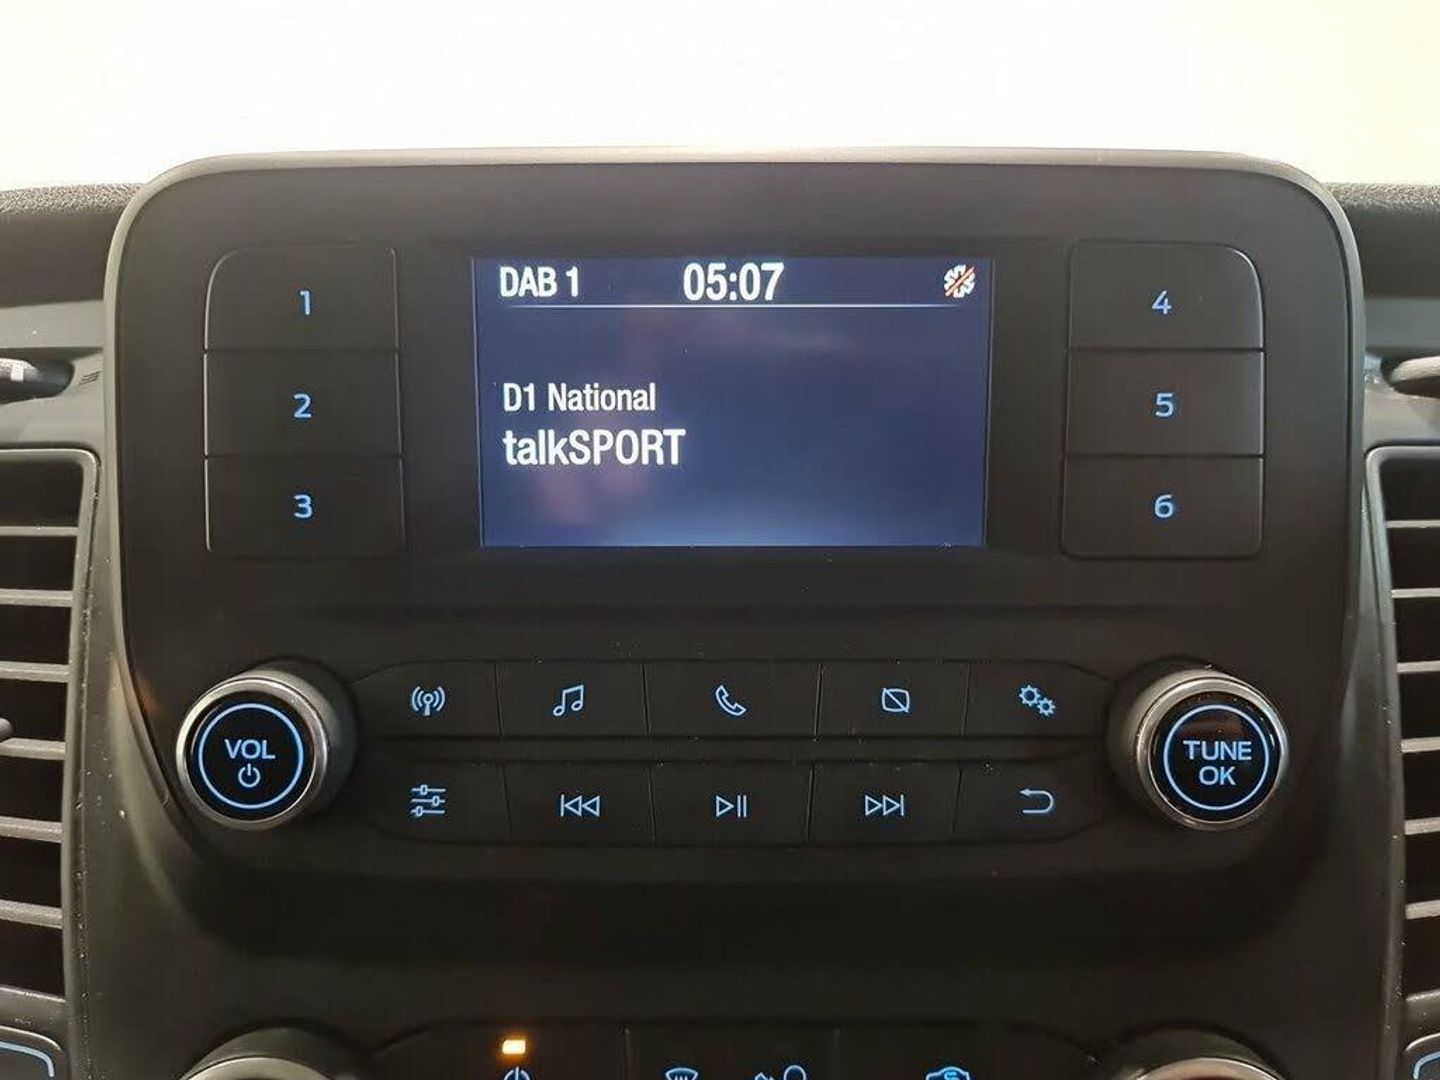 DAB 1 05:07
D1 National
talkSPORT
1
2
3
4
5
6
VOL
TUNE
OK